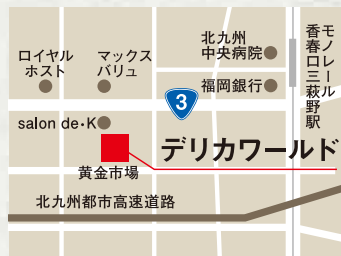 ロイヤル
ホスト
マックス
バリュ
北九州
中央病院
福岡銀行
モノレール
香春口三萩野駅
3
salon de・K
デリカワールド
黄金市場
北九州都市高速道路